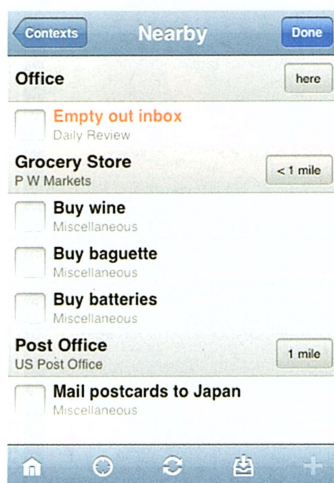 Contexts
Nearby
Done
Office
here
Empty out inbox
Daily Review
Grocery Store
< 1 mile
P W Markets
Buy wine
Miscellaneous
Buy baguette
Miscellaneous
Buy batteries
Miscellaneous
Post Office
1 mile
US Post Office
Mail postcards to Japan
Miscellaneous